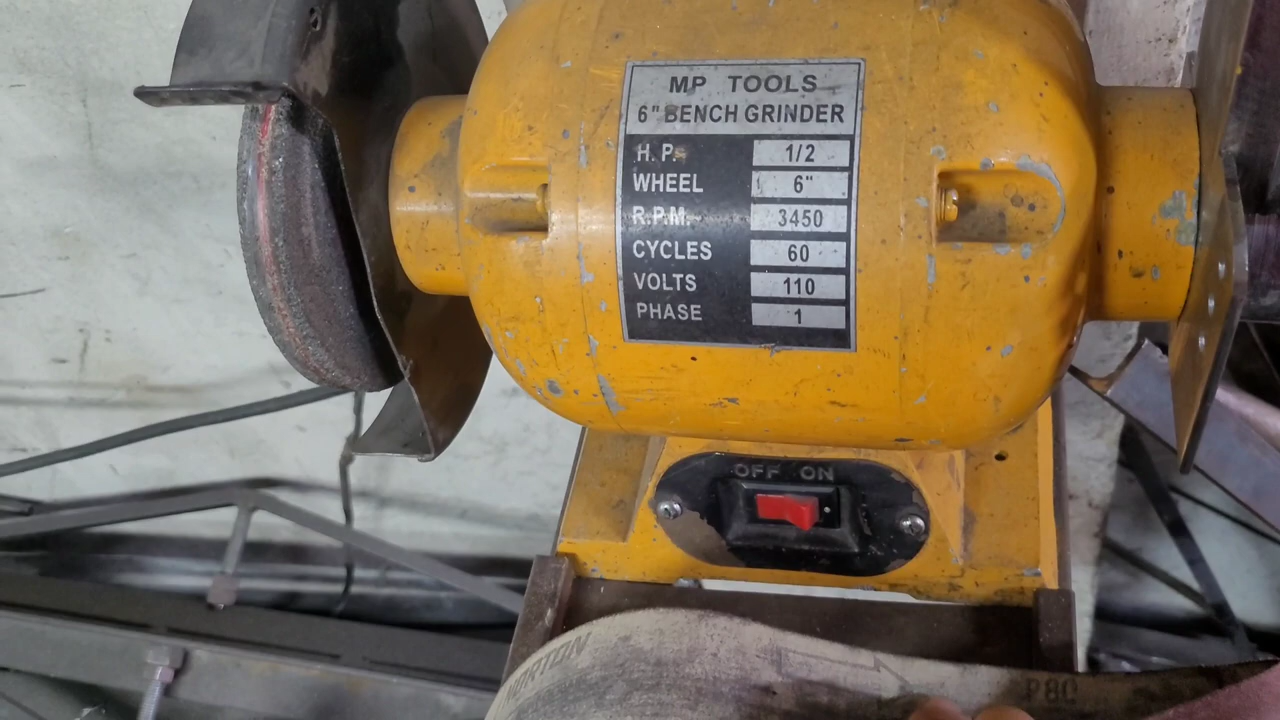 MP TOOLS
6" BENCH GRINDER
H.P. 1/2
WHEEL 6"
R.P.M. 3450
CYCLES 60
VOLTS 110
PHASE 1
OFF ON
NORTON
P80